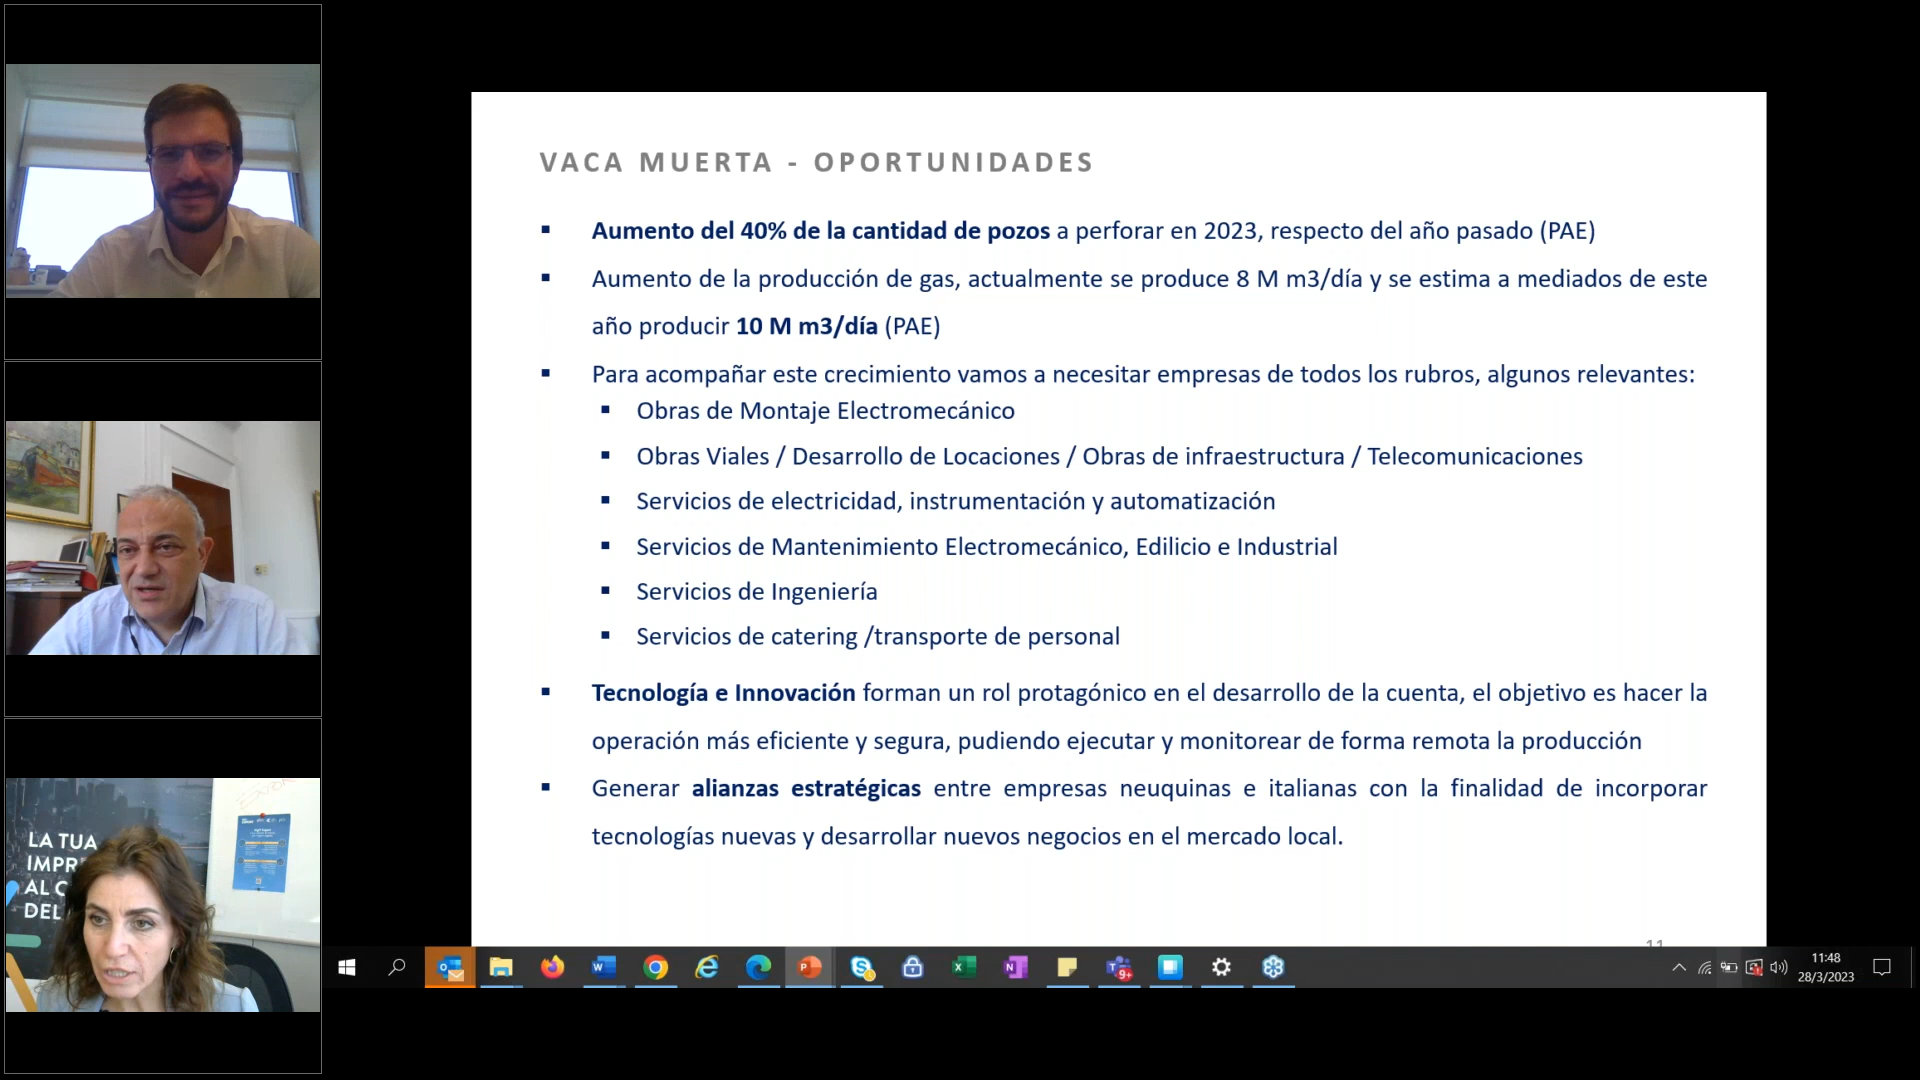 VACA MUERTA - OPORTUNIDADES
▪ Aumento del 40% de la cantidad de pozos a perforar en 2023, respecto del año pasado (PAE)
▪ Aumento de la producción de gas, actualmente se produce 8 M m3/día y se estima a mediados de este
año producir 10 M m3/día (PAE)
▪ Para acompañar este crecimiento vamos a necesitar empresas de todos los rubros, algunos relevantes:
▪ Obras de Montaje Electromecánico
▪ Obras Viales / Desarrollo de Locaciones / Obras de infraestructura / Telecomunicaciones
▪ Servicios de electricidad, instrumentación y automatización
▪ Servicios de Mantenimiento Electromecánico, Edilicio e Industrial
▪ Servicios de Ingeniería
▪ Servicios de catering /transporte de personal
▪ Tecnología e Innovación forman un rol protagónico en el desarrollo de la cuenta, el objetivo es hacer la
operación más eficiente y segura, pudiendo ejecutar y monitorear de forma remota la producción
▪ Generar alianzas estratégicas entre empresas neuquinas e italianas con la finalidad de incorporar
tecnologías nuevas y desarrollar nuevos negocios en el mercado local.
11
LA TUA
IMPR
AL C
DEL
9+
11:48
28/3/2023